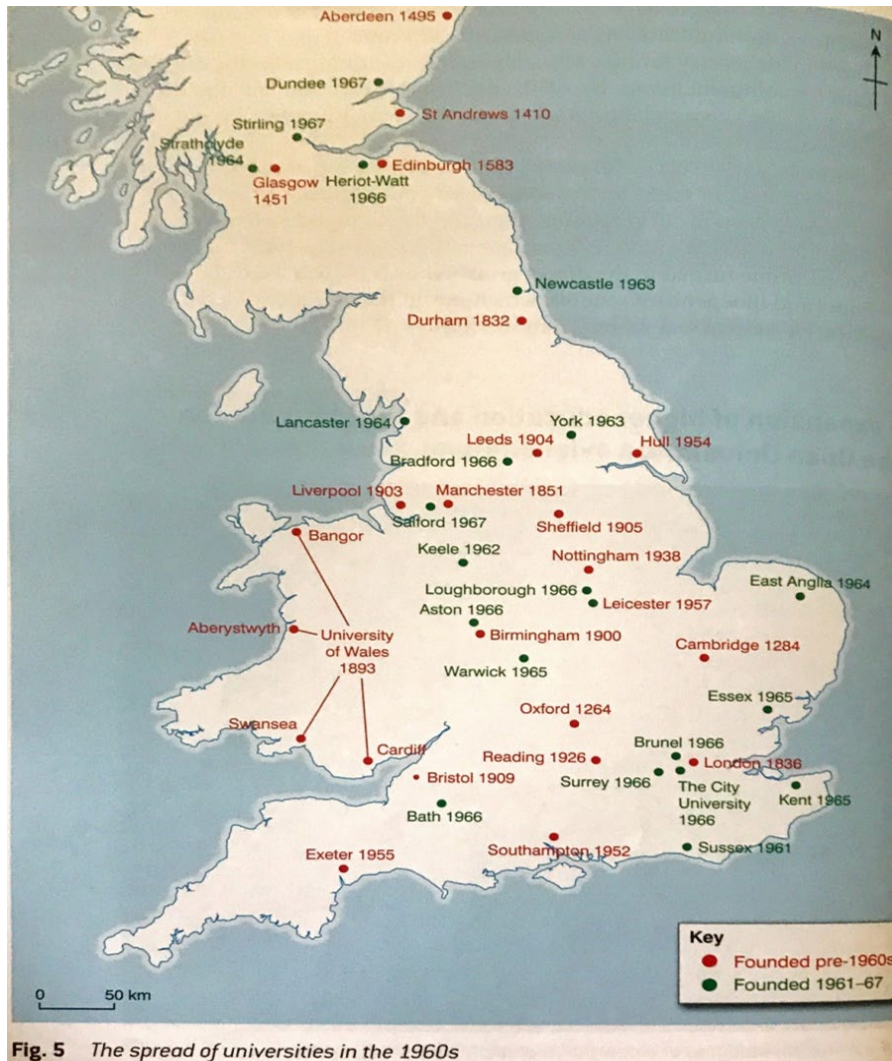 Aberdeen 1495
N
Dundee 1967
St Andrews 1410
Stirling 1967
Strathclyde
1964
Edinburgh 1583
Glasgow
1451
Heriot-Watt
1966
Newcastle 1963
Durham 1832
Lancaster 1964
York 1963
Leeds 1904
Hull 1954
Bradford 1966
Liverpool 1903
Manchester 1851
Salford 1967
Sheffield 1905
Bangor
Keele 1962
Nottingham 1938
East Anglia 1964
Loughborough 1966
Leicester 1957
Aston 1966
Aberystwyth
University
of Wales
1893
Birmingham 1900
Cambridge 1284
Warwick 1965
Essex 1965
Oxford 1264
Swansea
Brunel 1966
Cardiff
Reading 1926
London 1836
Bristol 1909
Surrey 1966
The City
University
1966
Kent 1965
Bath 1966
Southampton 1952
Sussex 1961
Exeter 1955
Key
Founded pre-1960s
Founded 1961–67
0 50 km
Fig. 5 The spread of universities in the 1960s